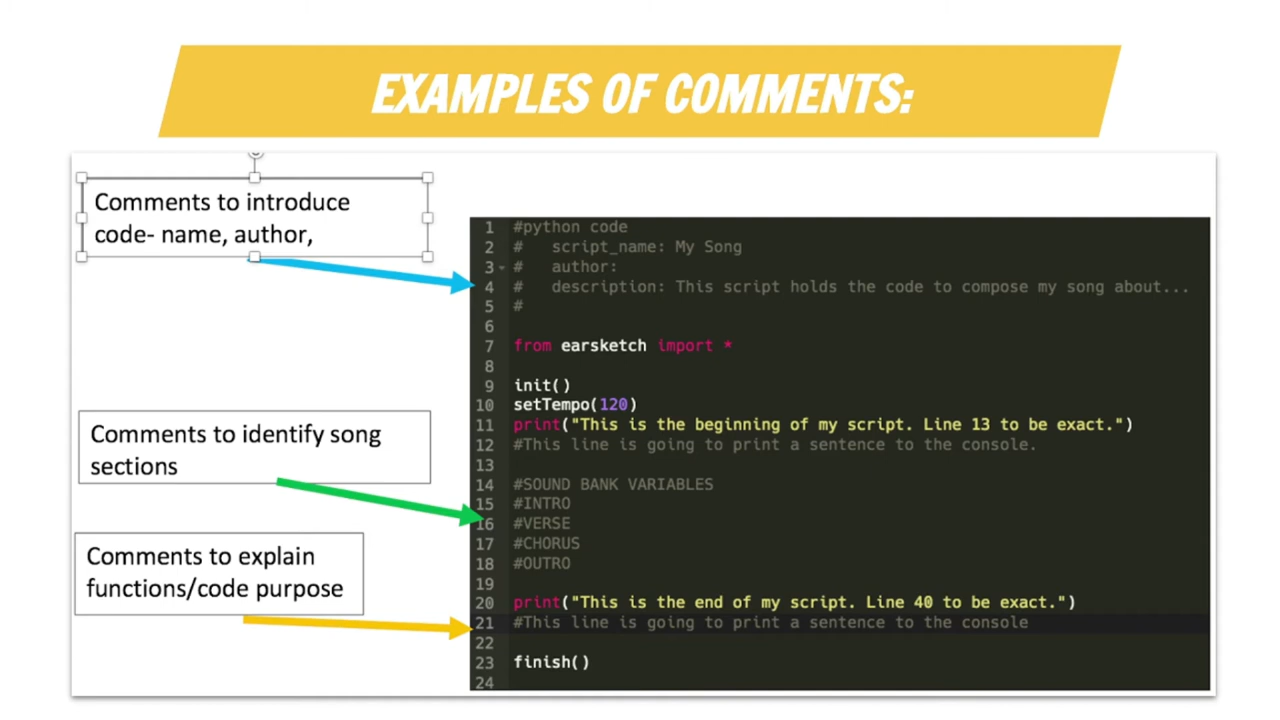 EXAMPLES OF COMMENTS:
Comments to introduce
code- name, author,
Comments to identify song
sections
Comments to explain
functions/code purpose
1 #python code
2 #   script_name: My Song
3 #   author:
4 #   description: This script holds the code to compose my song about...
5 #
6
7 from earsketch import *
8
9 init()
10 setTempo(120)
11 print("This is the beginning of my script. Line 13 to be exact.")
12 #This line is going to print a sentence to the console.
13
14 #SOUND BANK VARIABLES
15 #INTRO
16 #VERSE
17 #CHORUS
18 #OUTRO
19
20 print("This is the end of my script. Line 40 to be exact.")
21 #This line is going to print a sentence to the console
22
23 finish()
24